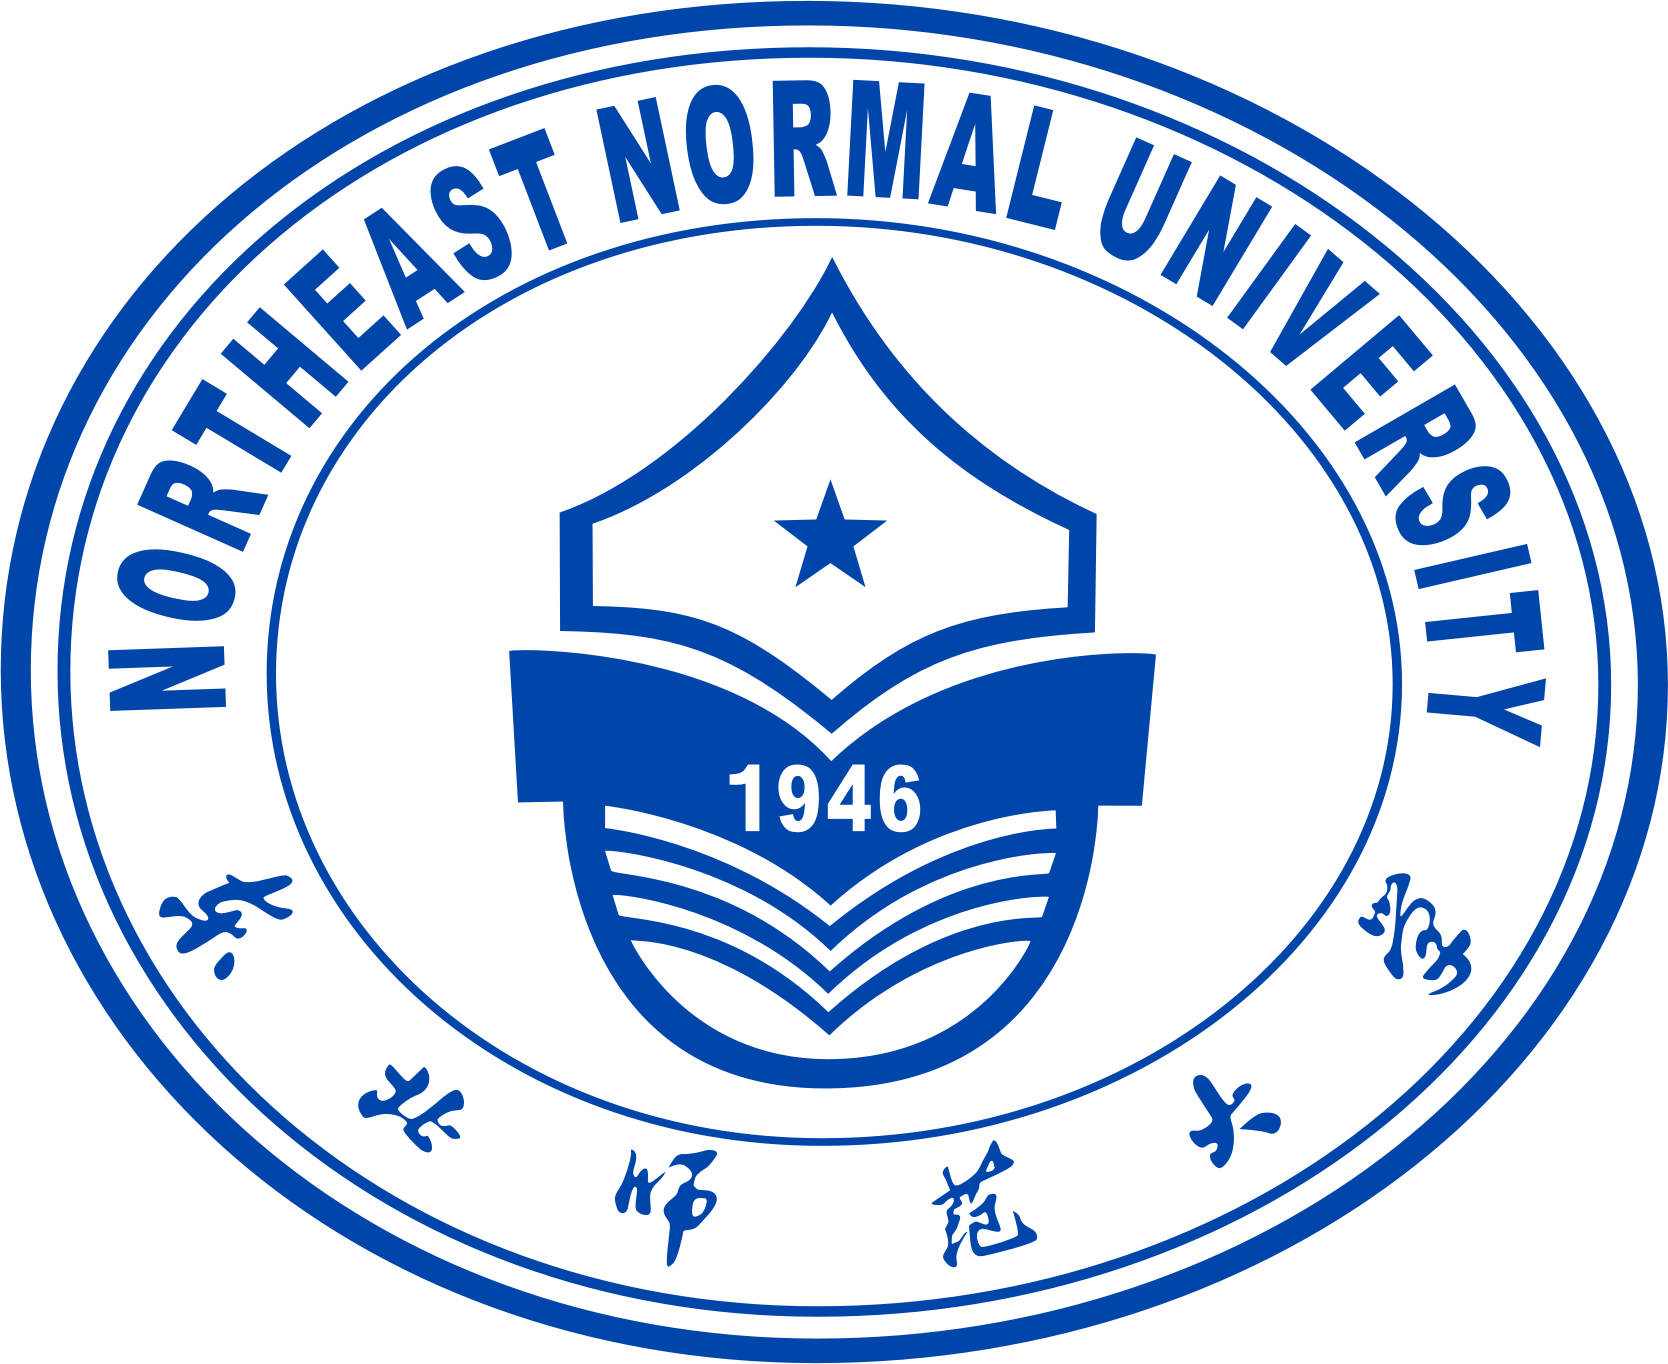 NORTHEAST NORMAL UNIVERSITY
1946
东北师范大学